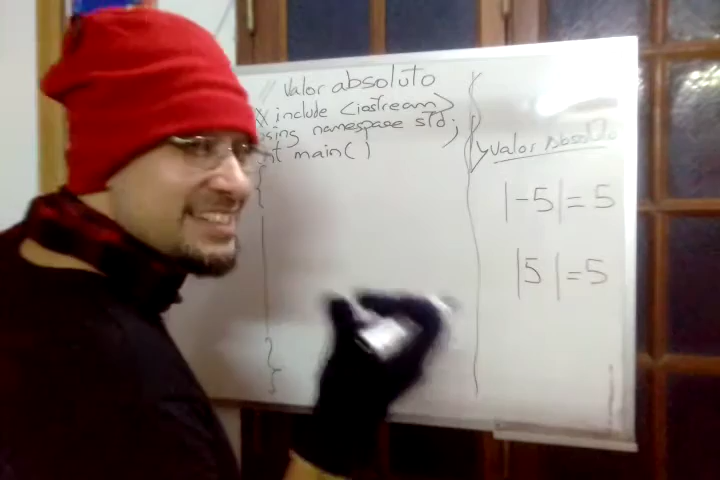 Valor absoluto
# include <iostream>
using namespace std;
int main( )
{
}
Valor Absoluto
|-5| = 5
|5| = 5